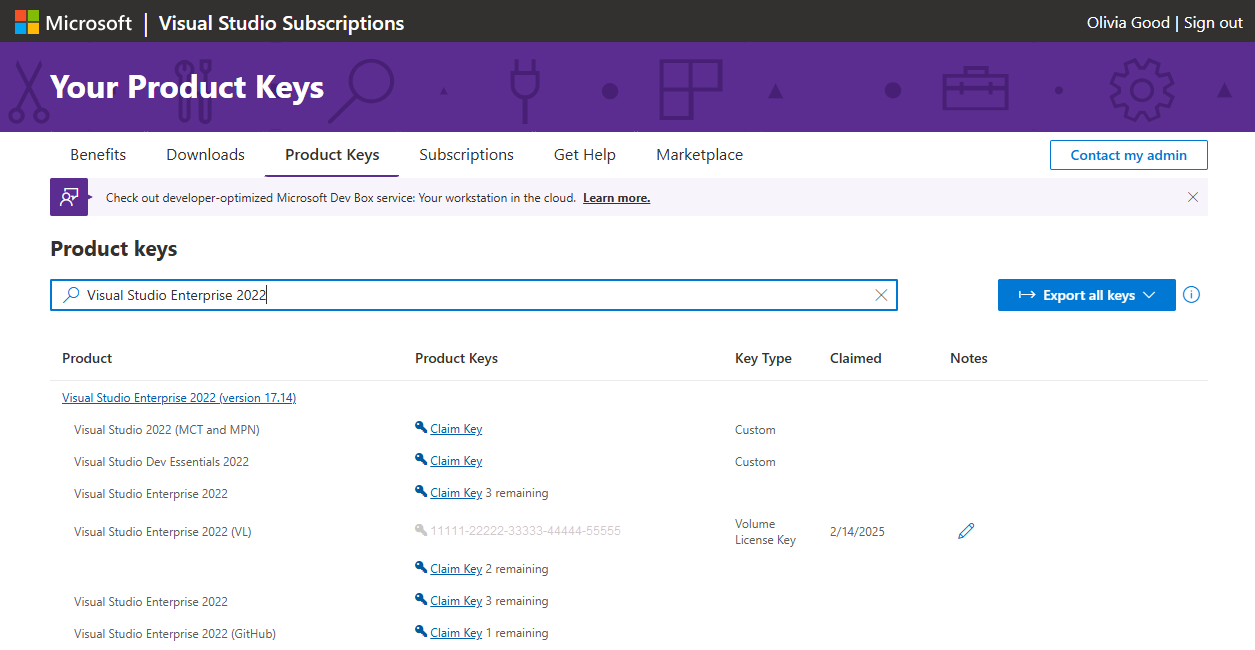 Microsoft | Visual Studio Subscriptions Olivia Good | Sign out
Your Product Keys
Benefits Downloads Product Keys Subscriptions Get Help Marketplace Contact my admin
Check out developer-optimized Microsoft Dev Box service: Your workstation in the cloud. Learn more.
Product keys
Visual Studio Enterprise 2022 Export all keys
Product Product Keys Key Type Claimed Notes
Visual Studio Enterprise 2022 (version 17.14)
Visual Studio 2022 (MCT and MPN) Claim Key Custom
Visual Studio Dev Essentials 2022 Claim Key Custom
Visual Studio Enterprise 2022 Claim Key 3 remaining
Visual Studio Enterprise 2022 (VL) 11111-22222-33333-44444-55555 Volume License Key 2/14/2025
Claim Key 2 remaining
Visual Studio Enterprise 2022 Claim Key 3 remaining
Visual Studio Enterprise 2022 (GitHub) Claim Key 1 remaining